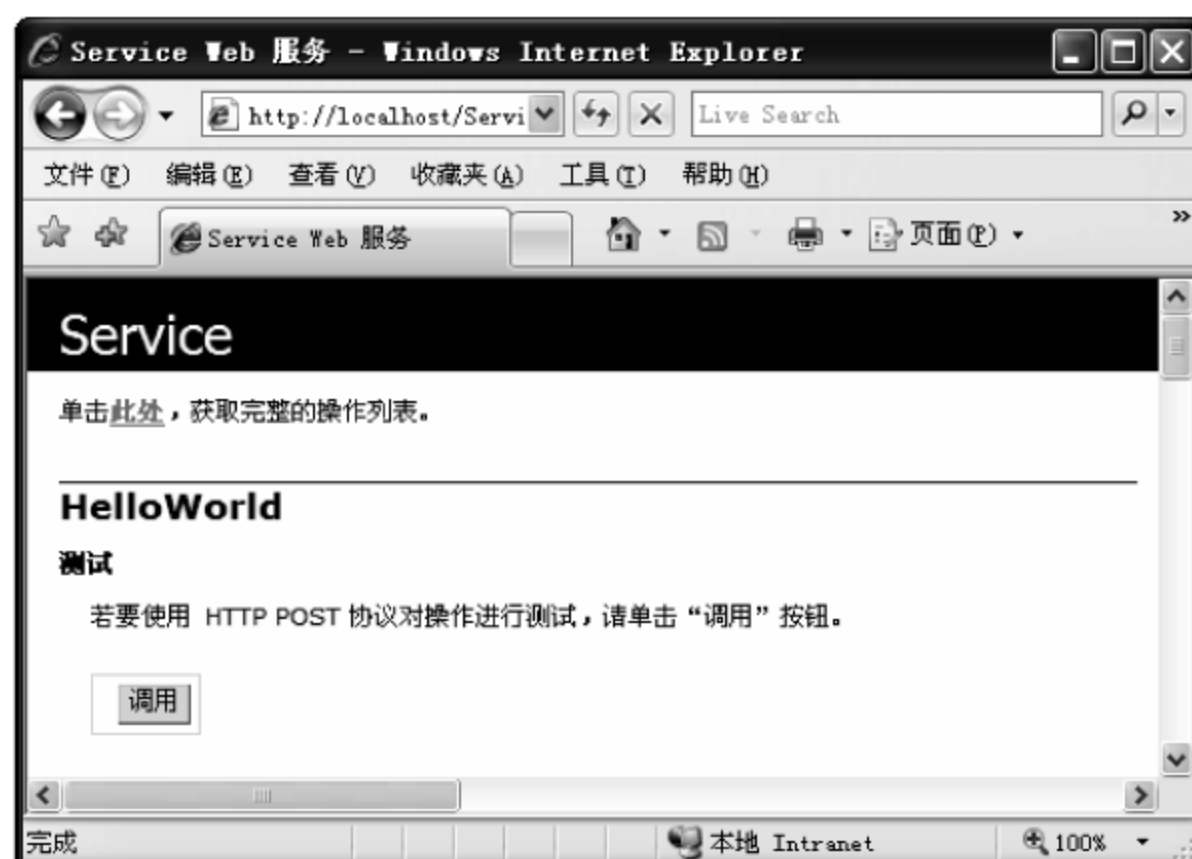 Service Web 服务 - Windows Internet Explorer
http://localhost/Servi
Live Search
文件(F) 编辑(E) 查看(V) 收藏夹(A) 工具(T) 帮助(H)
Service Web 服务
页面(P)
»
Service
单击此处，获取完整的操作列表。
HelloWorld
测试
若要使用 HTTP POST 协议对操作进行测试，请单击“调用”按钮。
调用
完成
本地 Intranet
100%